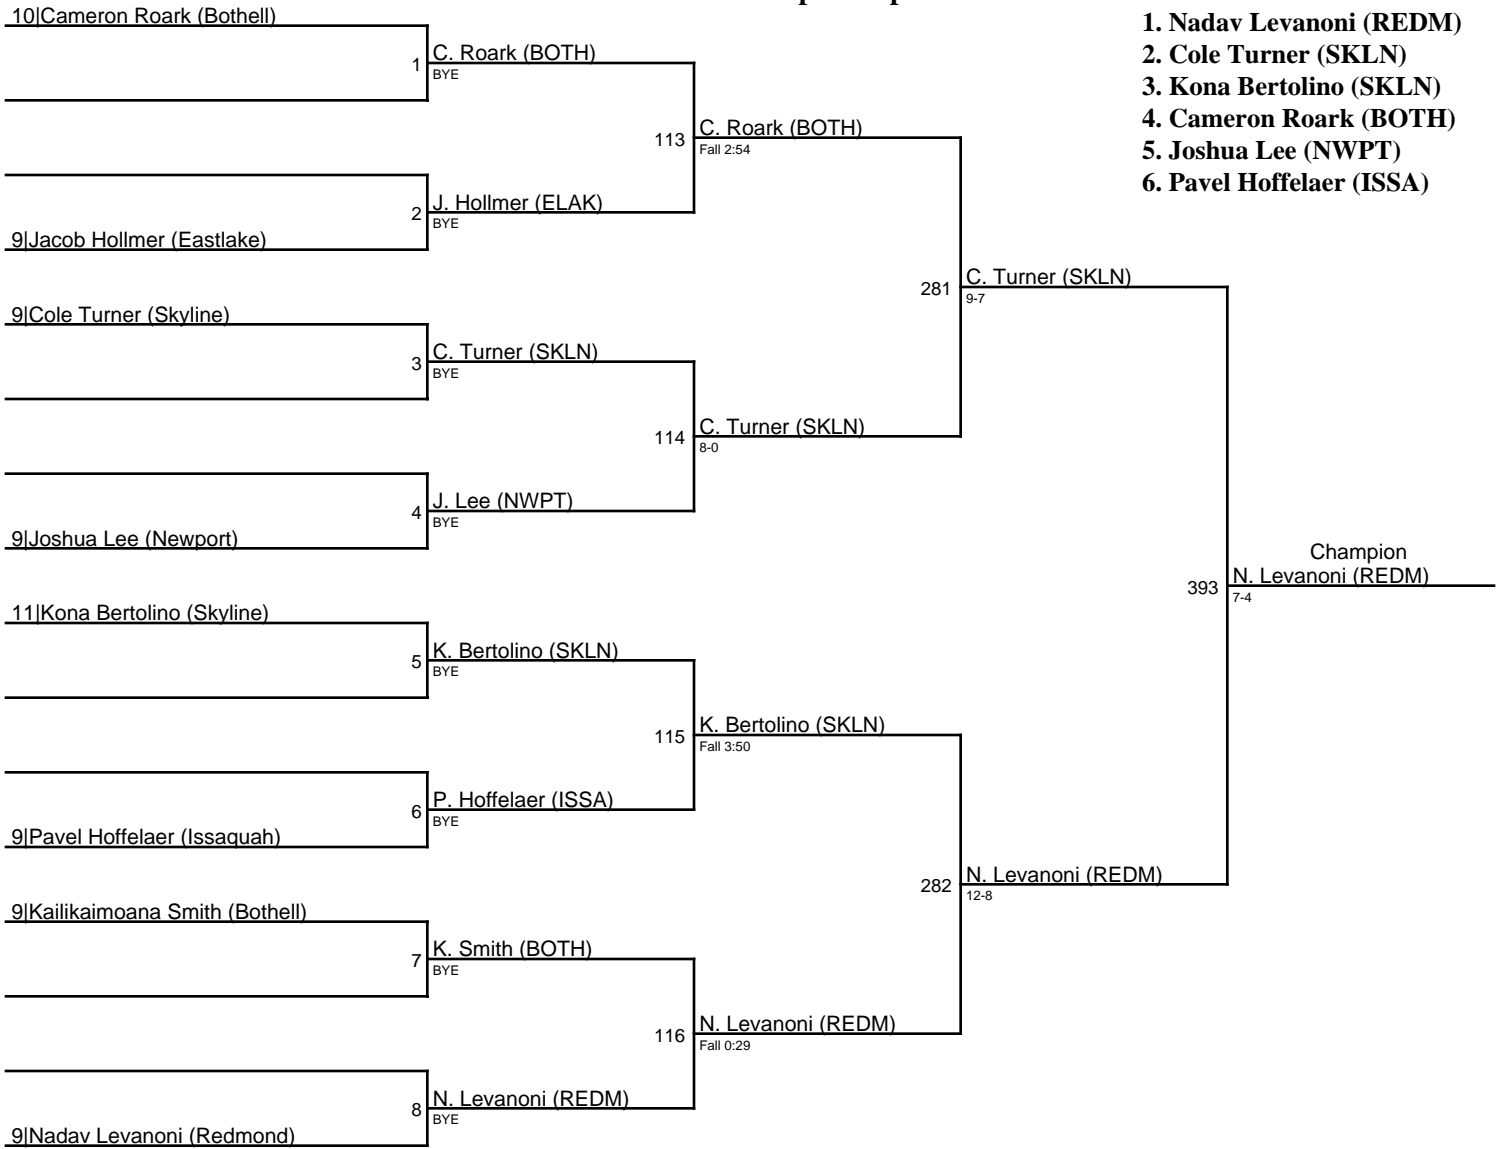 10|Cameron Roark (Bothell)
1
C. Roark (BOTH)
BYE
113
C. Roark (BOTH)
Fall 2:54
2
J. Hollmer (ELAK)
BYE
9|Jacob Hollmer (Eastlake)
281
C. Turner (SKLN)
9-7
9|Cole Turner (Skyline)
3
C. Turner (SKLN)
BYE
114
C. Turner (SKLN)
8-0
4
J. Lee (NWPT)
BYE
9|Joshua Lee (Newport)
393
Champion
N. Levanoni (REDM)
7-4
11|Kona Bertolino (Skyline)
5
K. Bertolino (SKLN)
BYE
115
K. Bertolino (SKLN)
Fall 3:50
6
P. Hoffelaer (ISSA)
BYE
9|Pavel Hoffelaer (Issaquah)
282
N. Levanoni (REDM)
12-8
9|Kailikaimoana Smith (Bothell)
7
K. Smith (BOTH)
BYE
116
N. Levanoni (REDM)
Fall 0:29
8
N. Levanoni (REDM)
BYE
9|Nadav Levanoni (Redmond)
1. Nadav Levanoni (REDM)
2. Cole Turner (SKLN)
3. Kona Bertolino (SKLN)
4. Cameron Roark (BOTH)
5. Joshua Lee (NWPT)
6. Pavel Hoffelaer (ISSA)